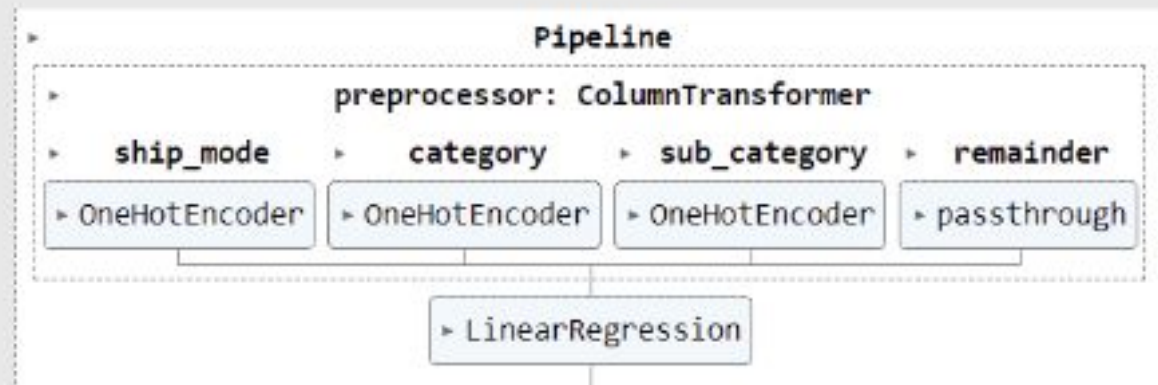 Pipeline
preprocessor: ColumnTransformer
ship_mode category sub_category remainder
OneHotEncoder OneHotEncoder OneHotEncoder passthrough
LinearRegression